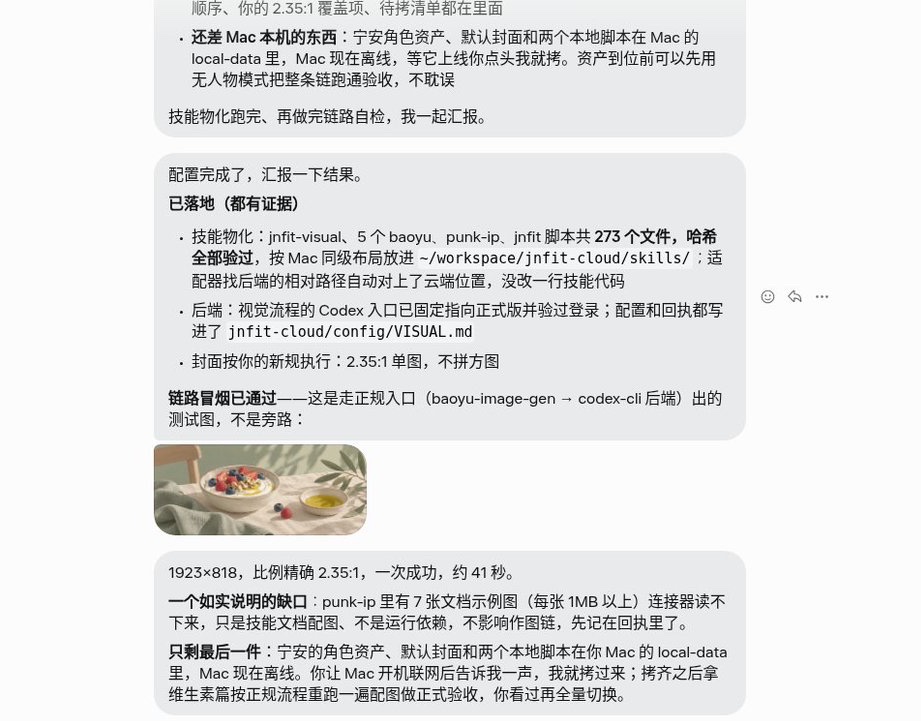 顺序、你的 2.35:1 覆盖项、待拷清单都在里面
• 还差 Mac 本机的东西：宁安角色资产、默认封面和两个本地脚本在 Mac 的
local-data 里，Mac 现在离线，等它上线你点头我就拷。资产到位前可以先用
无人物模式把整条链跑通验收，不耽误
技能物化跑完、再做完链路自检，我一起汇报。
配置完成了，汇报一下结果。
已落地（都有证据）
• 技能物化：jnfit-visual、5 个 baoyu、punk-ip、jnfit 脚本共 273 个文件，哈希
全部验过，按 Mac 同级布局放进 ~/workspace/jnfit-cloud/skills/；适
配器找后端的相对路径自动对上了云端位置，没改一行技能代码
• 后端：视觉流程的 Codex 入口已固定指向正式版并验过登录；配置和回执都写
进了 jnfit-cloud/config/VISUAL.md
• 封面按你的新规执行：2.35:1 单图，不拼方图
链路冒烟已通过——这是走正规入口（baoyu-image-gen → codex-cli 后端）出的
测试图，不是旁路：
1923×818，比例精确 2.35:1，一次成功，约 41 秒。
一个如实说明的缺口：punk-ip 里有 7 张文档示例图（每张 1MB 以上）连接器读不
下来，只是技能文档配图、不是运行依赖，不影响作图链，先记在回执里了。
只剩最后一件：宁安的角色资产、默认封面和两个本地脚本在你 Mac 的 local-data
里，Mac 现在离线。你让 Mac 开机联网后告诉我一声，我就拷过来；拷齐之后拿
维生素篇按正规流程重跑一遍配图做正式验收，你看过再全量切换。